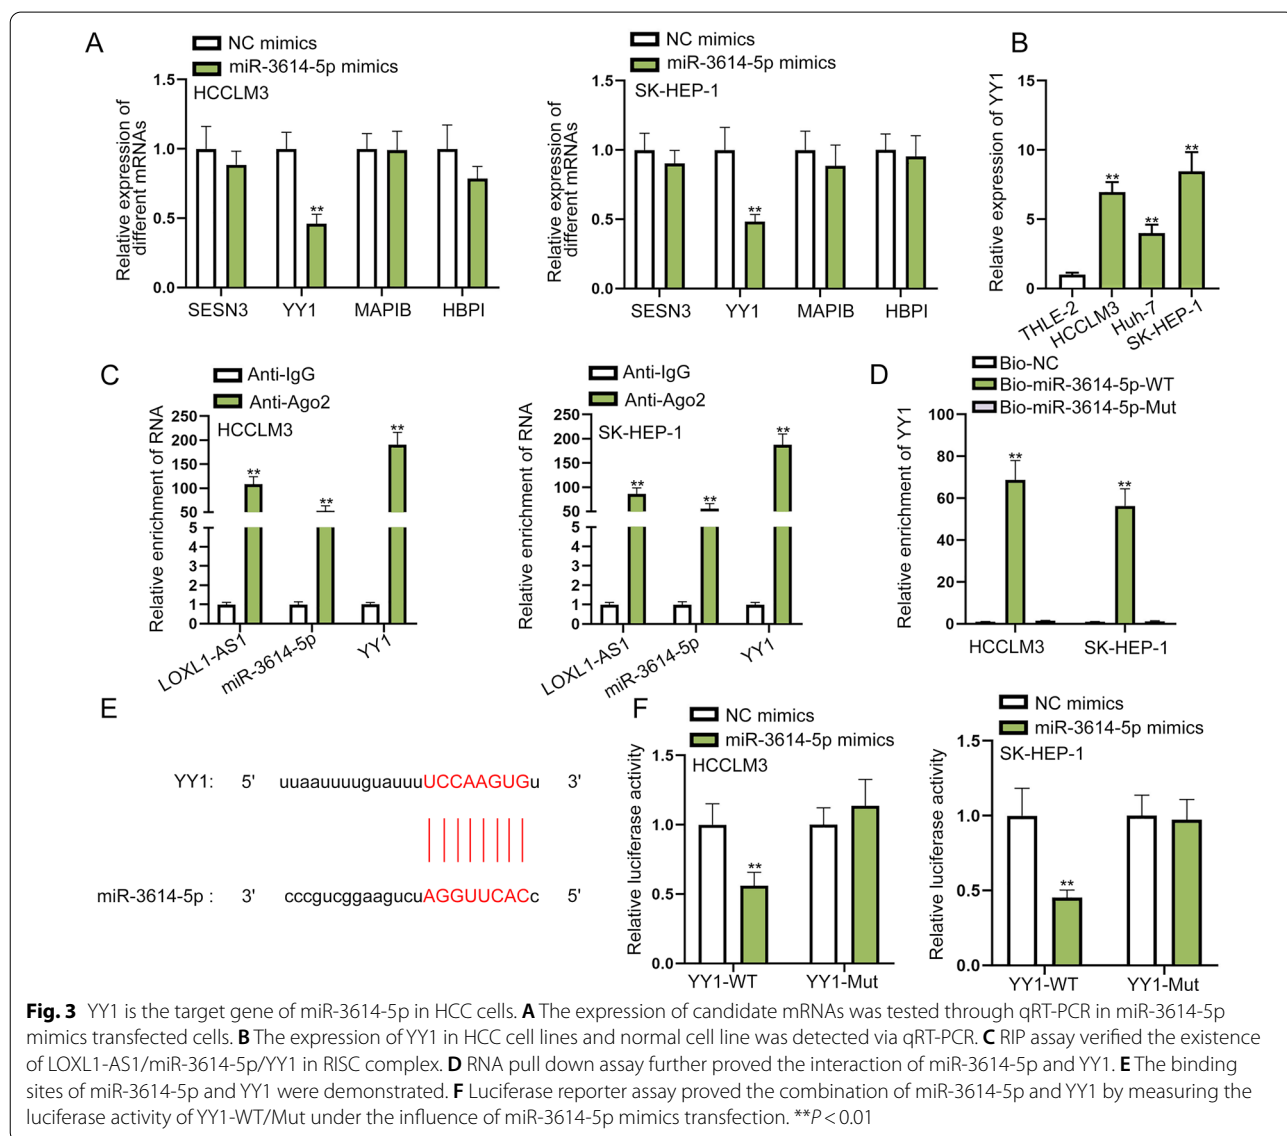 A
NC mimics
miR-3614-5p mimics
HCCLM3
Relative expression of
different mRNAs
1.5
1.0
0.5
0.0
SESN3 YY1 MAPIB HBPI
**
NC mimics
miR-3614-5p mimics
SK-HEP-1
Relative expression of
different mRNAs
1.5
1.0
0.5
0.0
SESN3 YY1 MAPIB HBPI
**
B
Relative expression of YY1
15
10
5
0
** ** **
THLE-2 HCCLM3 Huh-7 SK-HEP-1
C
Anti-IgG
Anti-Ago2
HCCLM3
Relative enrichment of RNA
250
200
150
100
50
5
4
3
2
1
0
** ** **
LOXL1-AS1 miR-3614-5p YY1
Anti-IgG
Anti-Ago2
SK-HEP-1
Relative enrichment of RNA
250
200
150
100
50
5
4
3
2
1
0
** ** **
LOXL1-AS1 miR-3614-5p YY1
D
Bio-NC
Bio-miR-3614-5p-WT
Bio-miR-3614-5p-Mut
Relative enrichment of YY1
100
80
60
40
20
0
** **
HCCLM3 SK-HEP-1
E
YY1: 5' uuaauuuuguauuuUCCAAGUGu 3'
miR-3614-5p : 3' cccgucggaagucuAGGUUCACc 5'
F
NC mimics
miR-3614-5p mimics
HCCLM3
Relative luciferase activity
1.5
1.0
0.5
0.0
**
YY1-WT YY1-Mut
NC mimics
miR-3614-5p mimics
SK-HEP-1
Relative luciferase activity
1.5
1.0
0.5
0.0
**
YY1-WT YY1-Mut
Fig. 3 YY1 is the target gene of miR-3614-5p in HCC cells. A The expression of candidate mRNAs was tested through qRT-PCR in miR-3614-5p
mimics transfected cells. B The expression of YY1 in HCC cell lines and normal cell line was detected via qRT-PCR. C RIP assay verified the existence
of LOXL1-AS1/miR-3614-5p/YY1 in RISC complex. D RNA pull down assay further proved the interaction of miR-3614-5p and YY1. E The binding
sites of miR-3614-5p and YY1 were demonstrated. F Luciferase reporter assay proved the combination of miR-3614-5p and YY1 by measuring the
luciferase activity of YY1-WT/Mut under the influence of miR-3614-5p mimics transfection. **P < 0.01